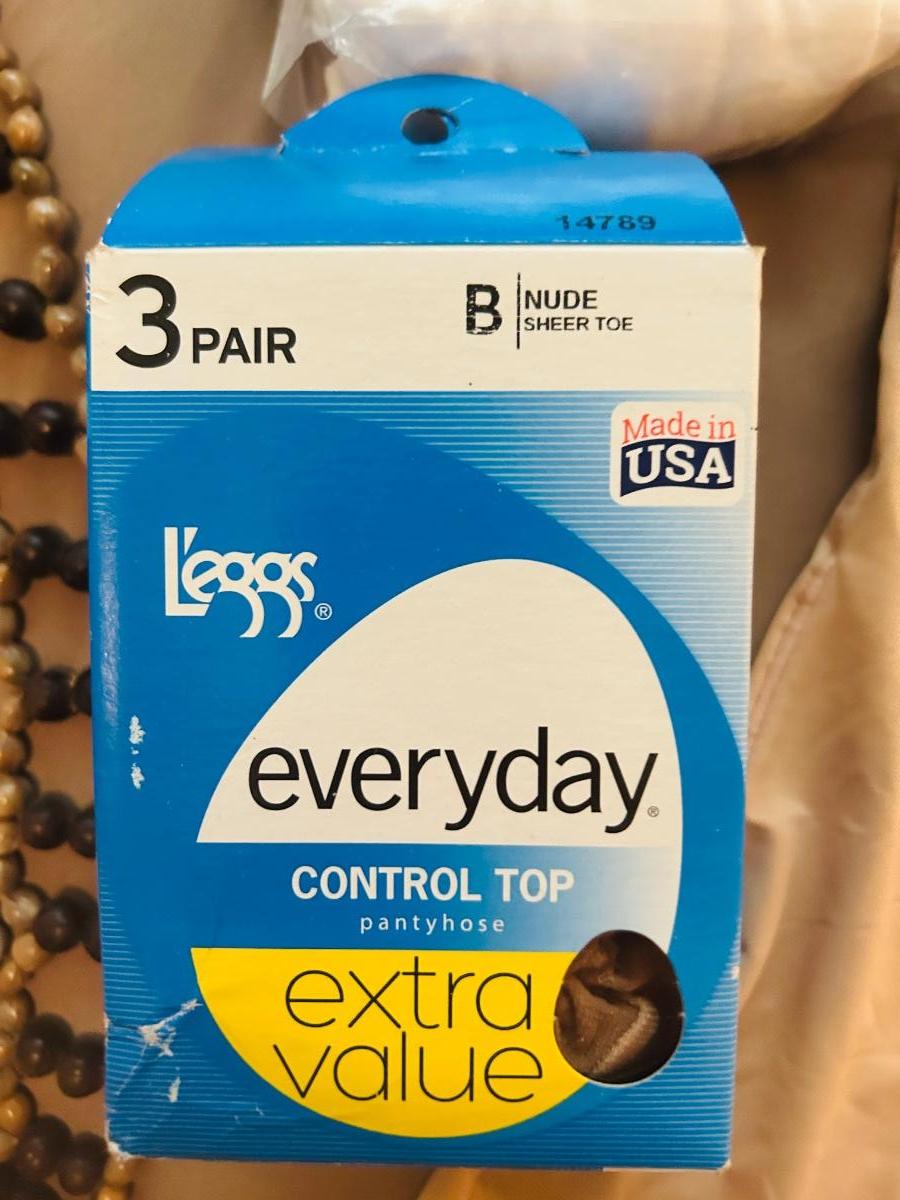 14789
3 PAIR
B
NUDE
SHEER TOE
Made in
USA
L'eggs®
everyday®
CONTROL TOP
pantyhose
extra
value